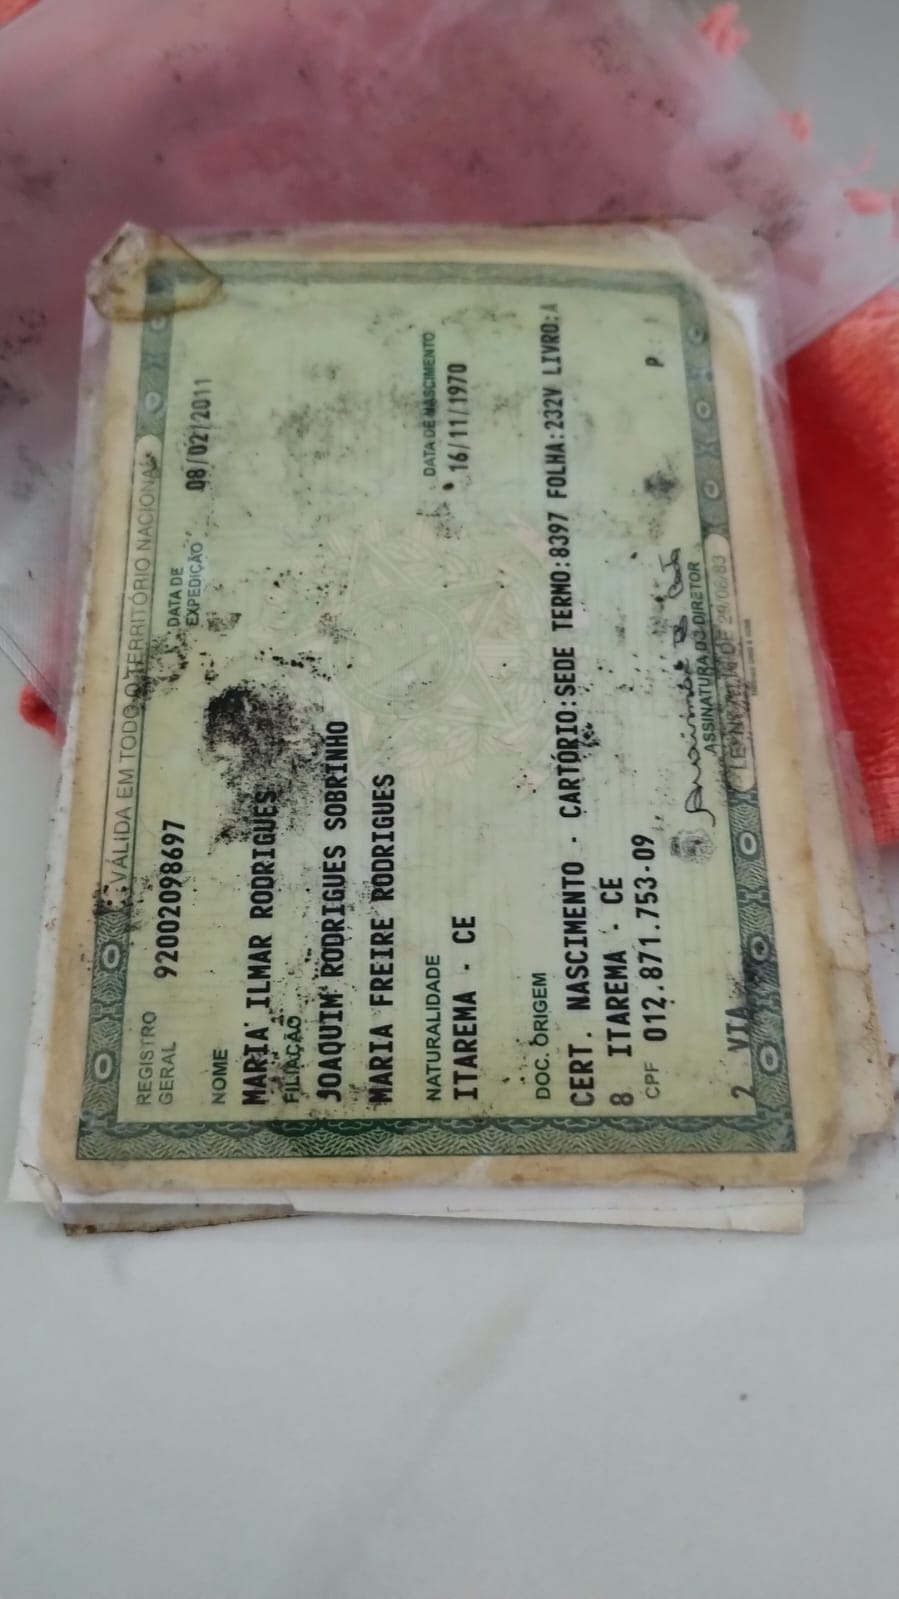 VÁLIDA EM TODO O TERRITÓRIO NACIONAL
REGISTRO GERAL 92002098697 DATA DE EXPEDIÇÃO 08/02/2011
NOME
MARIA ILMAR RODRIGUES
FILIAÇÃO
JOAQUIM RODRIGUES SOBRINHO
MARIA FREIRE RODRIGUES
NATURALIDADE DATA DE NASCIMENTO
ITAREMA - CE 16/11/1970
DOC. ORIGEM
CERT. NASCIMENTO - CARTÓRIO:SEDE TERMO:8397 FOLHA:232V LIVRO:A
8 ITAREMA - CE
CPF 012.871.753-09
2 VIA P :
ASSINATURA DO DIRETOR
LEI Nº 7.116 DE 29/08/83